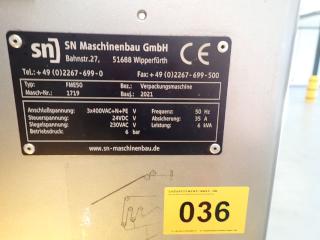 sn) SN Maschinenbau GmbH
Bahnstr. 27, 51688 Wipperfürth
CE
Tel.: +49 (0)2267-699-0 Fax: +49 (0)2267-699-500
Typ: FME50 Bez.: Verpackungsmaschine
Masch-Nr.: 1719 Bauj.: 2021
Anschlußspannung: 3x400VAC+N+PE V Frequenz: 50 Hz
Steuerspannung: 24VDC V Absicherung: 35 A
Siegelspannung: 230VAC V Leistung: 6 kVA
Betriebsdruck: 6 bar
www.sn-maschinenbau.de
036